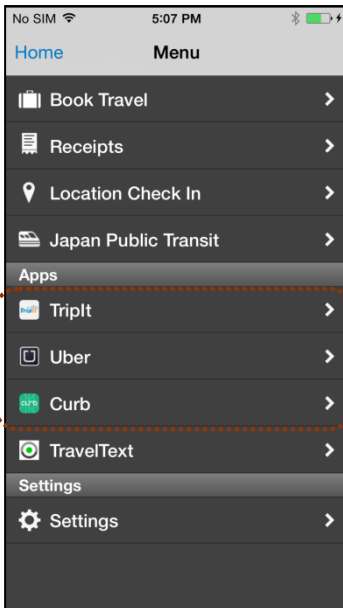 No SIM 5:07 PM
Home Menu
Book Travel
Receipts
Location Check In
Japan Public Transit
Apps
TripIt
Uber
Curb
TravelText
Settings
Settings